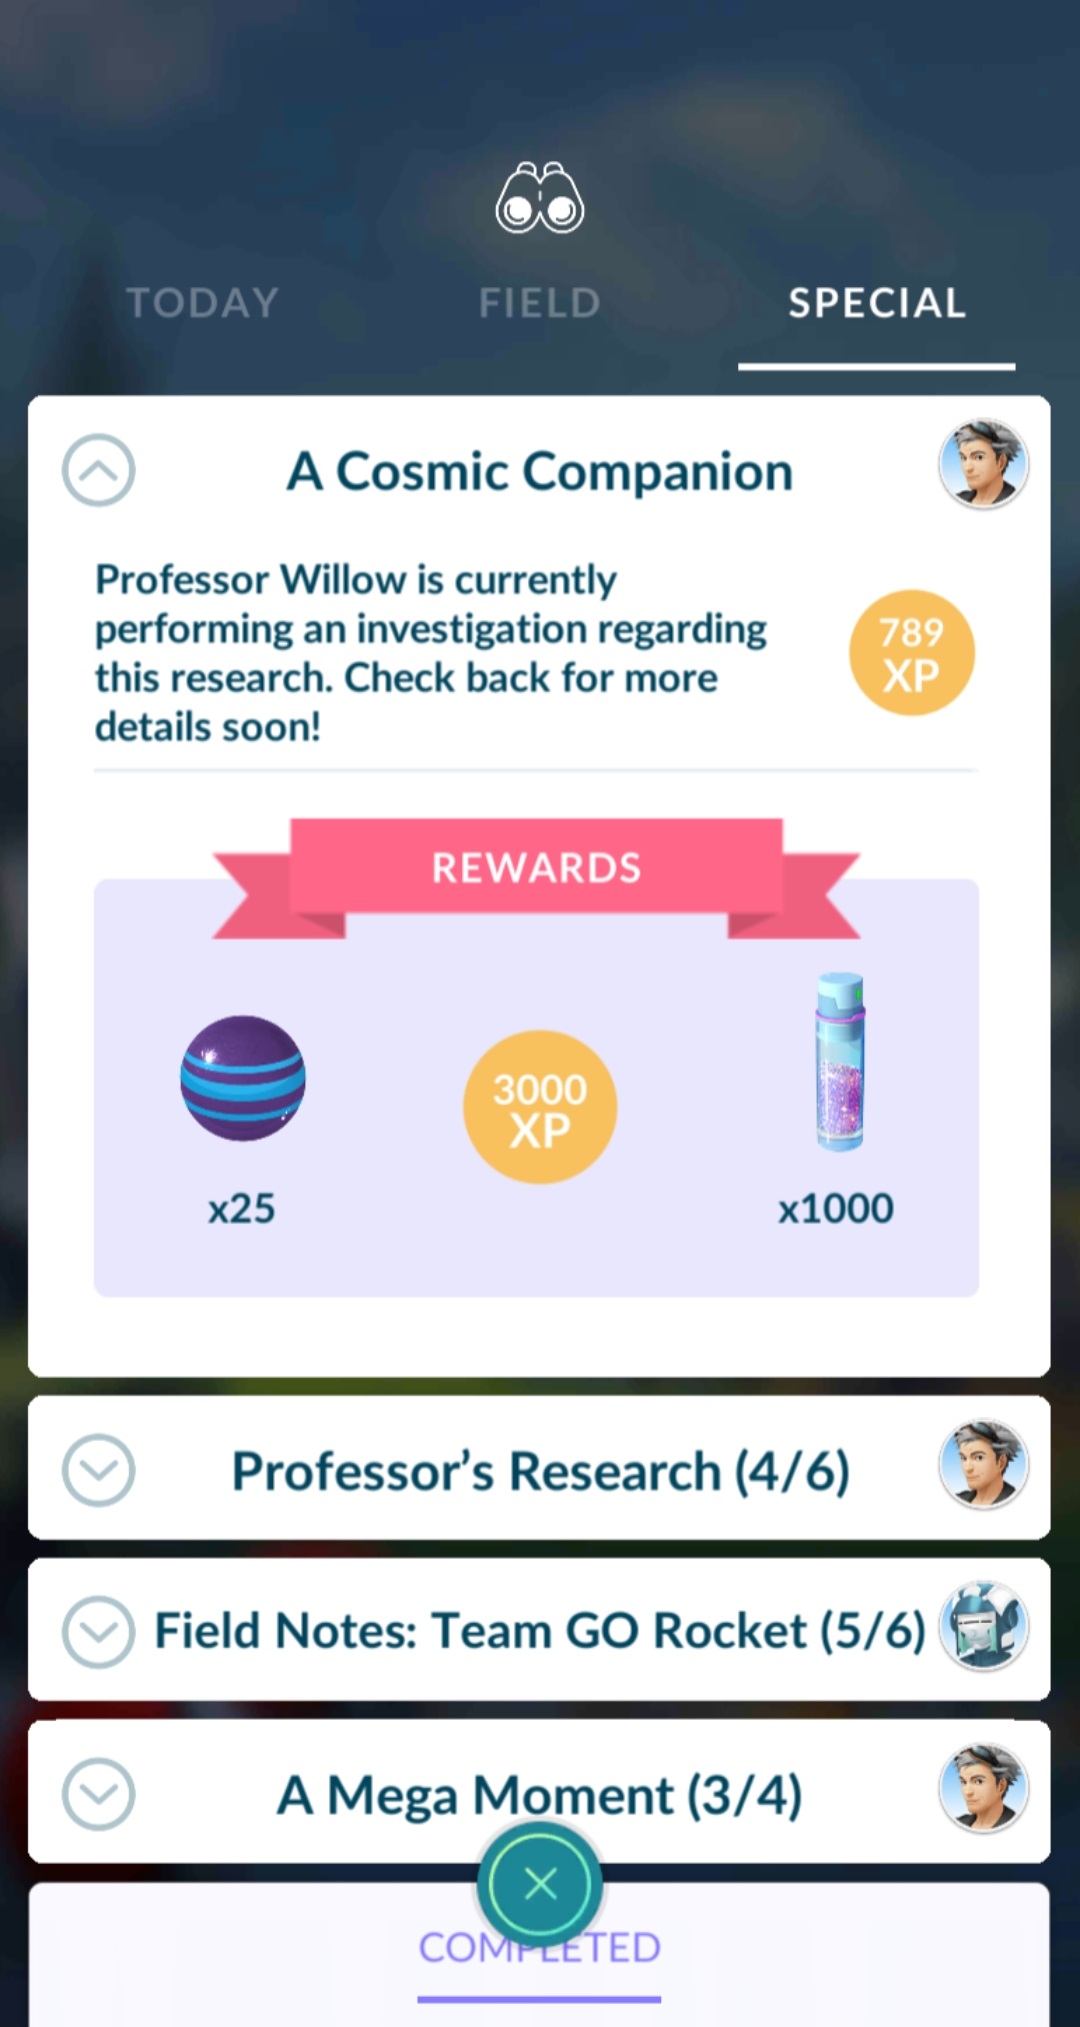 TODAY
FIELD
SPECIAL
A Cosmic Companion
Professor Willow is currently
performing an investigation regarding
this research. Check back for more
details soon!
789
XP
REWARDS
3000
XP
x25
x1000
Professor’s Research (4/6)
Field Notes: Team GO Rocket (5/6)
A Mega Moment (3/4)
COMPLETED